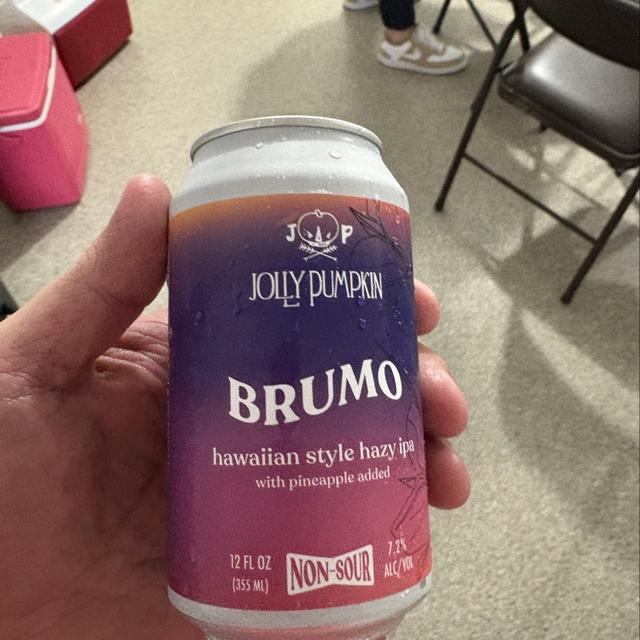 J P
JOLLY PUMPKIN
BRUMO
hawaiian style hazy ipa
with pineapple added
12 FL OZ
(355 ML)
NON-SOUR
7.2%
ALC/VOL